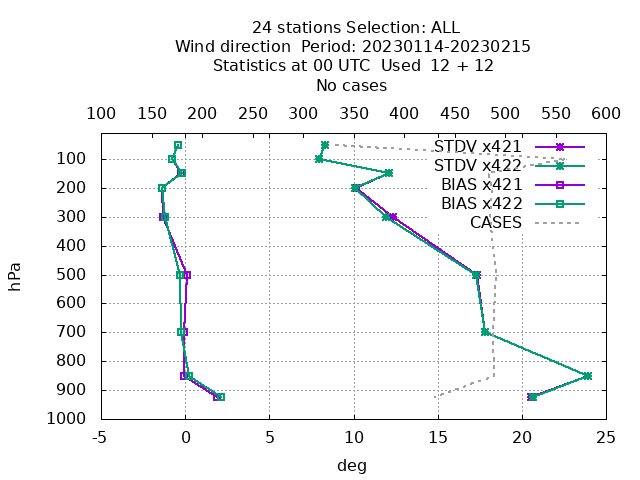 24 stations Selection: ALL
Wind direction  Period: 20230114-20230215
Statistics at 00 UTC  Used  12 + 12
No cases
100 150 200 250 300 350 400 450 500 550 600
STDV x421
STDV x422
BIAS x421
BIAS x422
CASES
100
200
300
400
500
600
700
800
900
1000
hPa
-5 0 5 10 15 20 25
deg